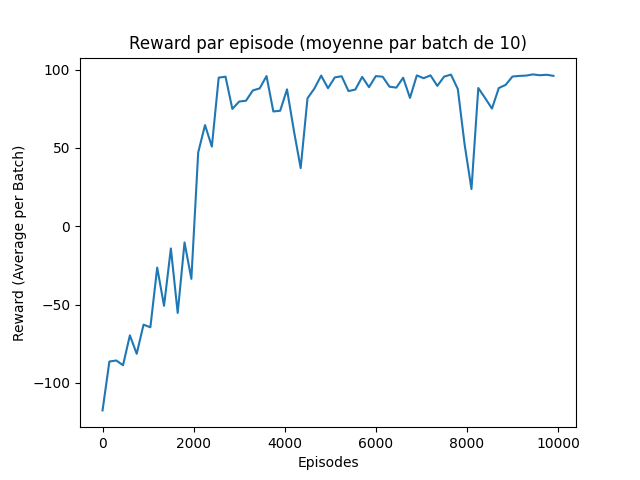 Reward par episode (moyenne par batch de 10)
100
50
0
−50
−100
Reward (Average per Batch)
0 2000 4000 6000 8000 10000
Episodes